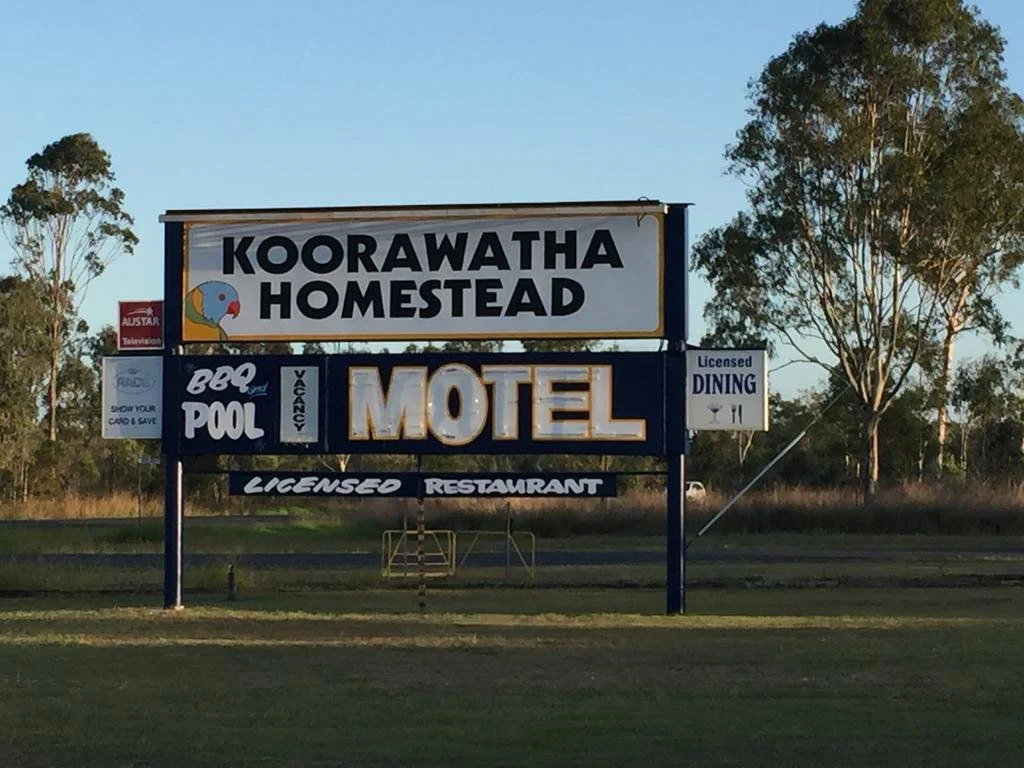 KOORAWATHA
HOMESTEAD
AUSTAR
Television
RACQ
SHOW YOUR
CARD & SAVE
BBQ and
POOL
VACANCY
MOTEL
Licensed
DINING
LICENSED RESTAURANT